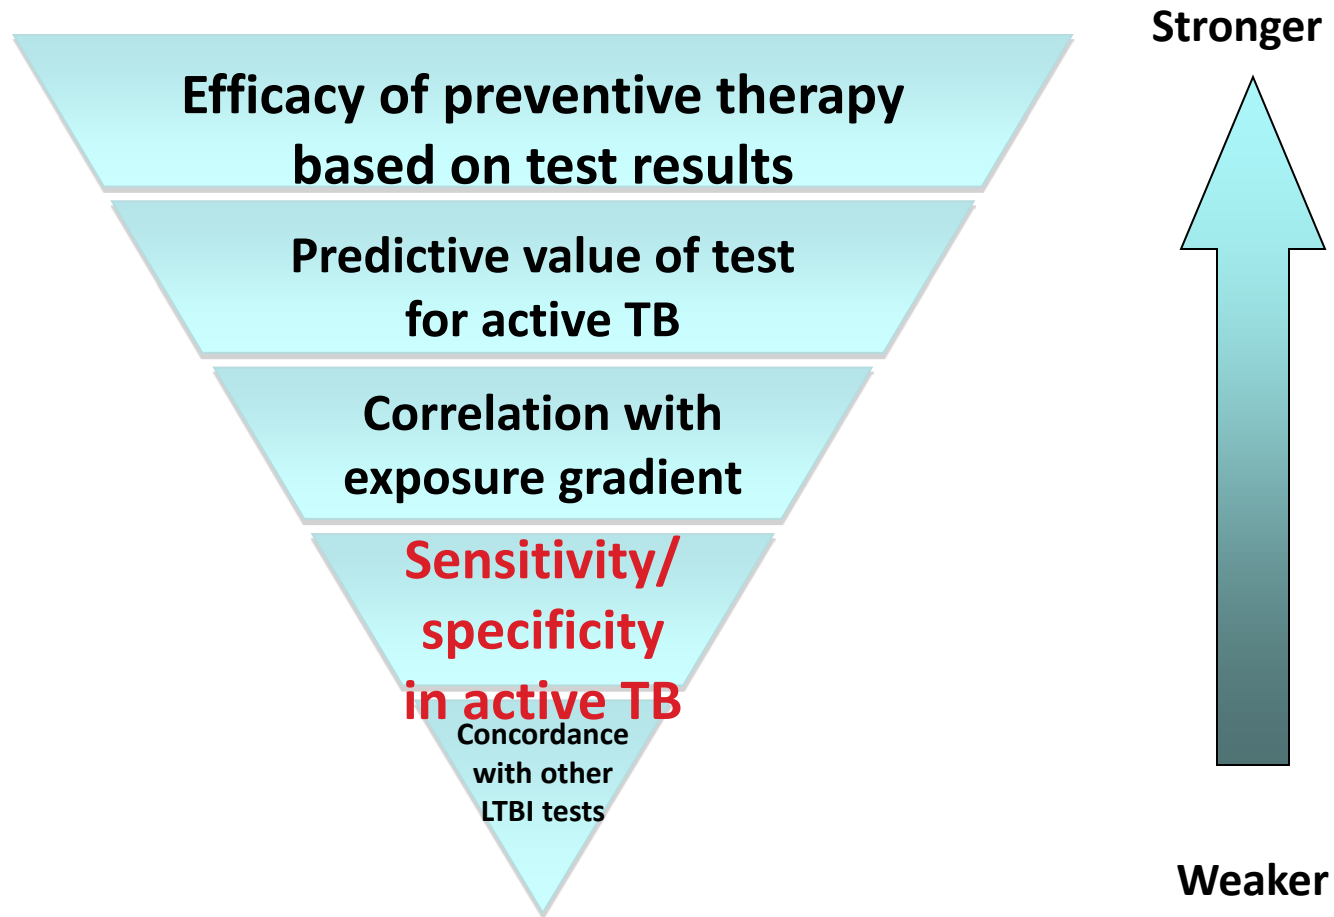 Stronger
Efficacy of preventive therapy
based on test results
Predictive value of test
for active TB
Correlation with
exposure gradient
Sensitivity/
specificity
in active TB
Concordance
with other
LTBI tests
Weaker